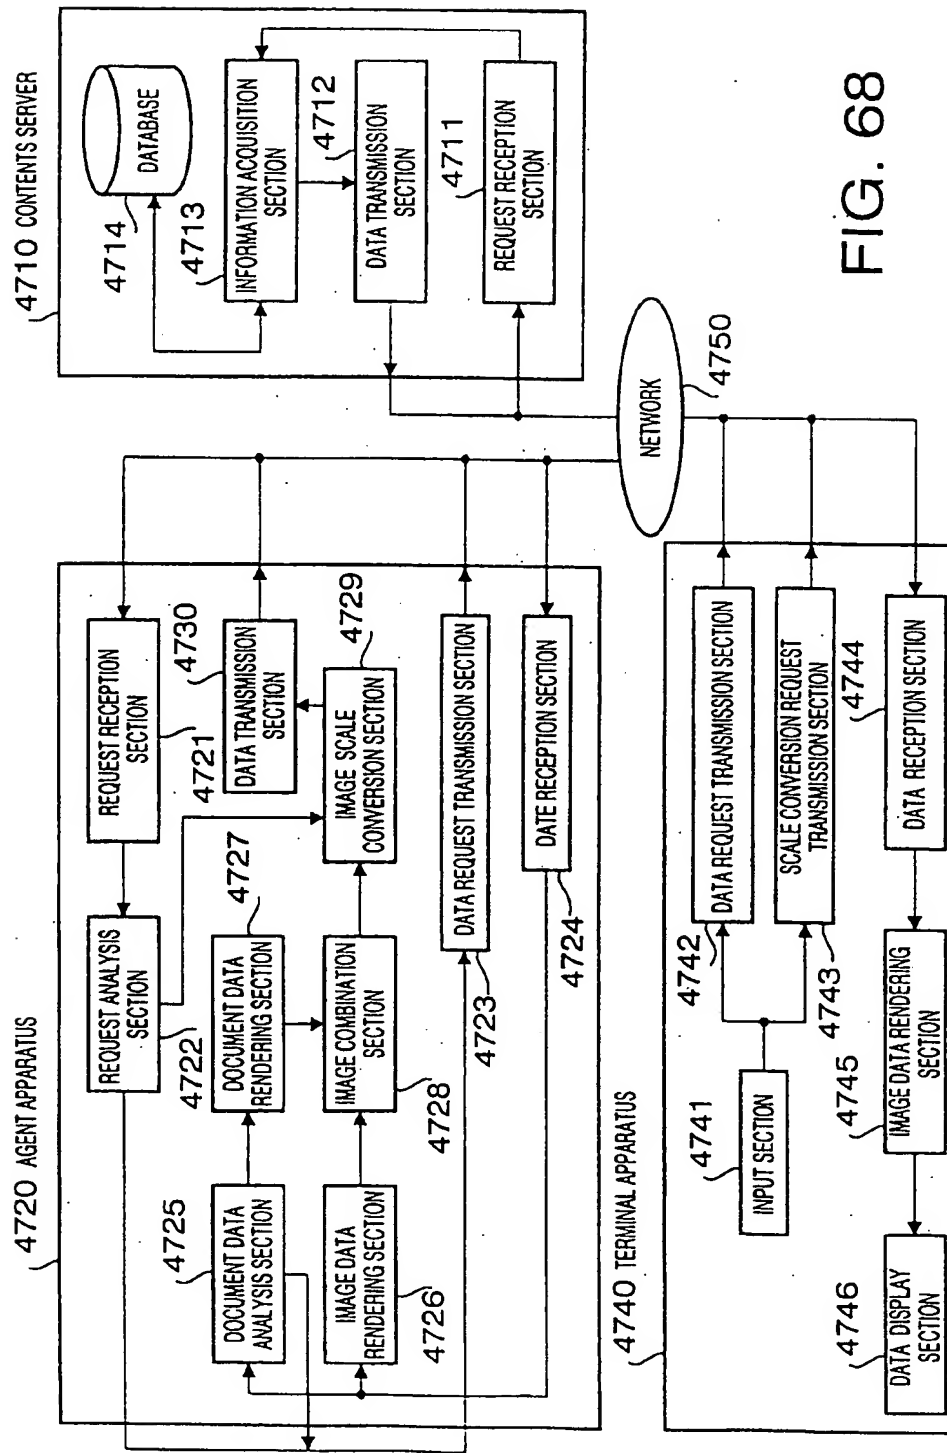 4710 CONTENTS SERVER
DATABASE
4714
4713
INFORMATION ACQUISITION
SECTION
4712
DATA TRANSMISSION
SECTION
4711
REQUEST RECEPTION
SECTION
FIG. 68
4750
NETWORK
4720 AGENT APPARATUS
REQUEST RECEPTION
SECTION
4721
REQUEST ANALYSIS
SECTION
4722
4730
DATA TRANSMISSION
SECTION
4729
IMAGE SCALE
CONVERSION SECTION
4727
DOCUMENT DATA
RENDERING SECTION
IMAGE COMBINATION
SECTION
4728
4725
DOCUMENT DATA
ANALYSIS SECTION
IMAGE DATA
RENDERING SECTION
4726
DATA REQUEST TRANSMISSION SECTION
4723
DATE RECEPTION SECTION
4724
4740 TERMINAL APPARATUS
4741
INPUT SECTION
4742
DATA REQUEST TRANSMISSION SECTION
SCALE CONVERSION REQUEST
TRANSMISSION SECTION
4743
4744
DATA RECEPTION SECTION
4745
IMAGE DATA RENDERING
SECTION
4746
DATA DISPLAY
SECTION